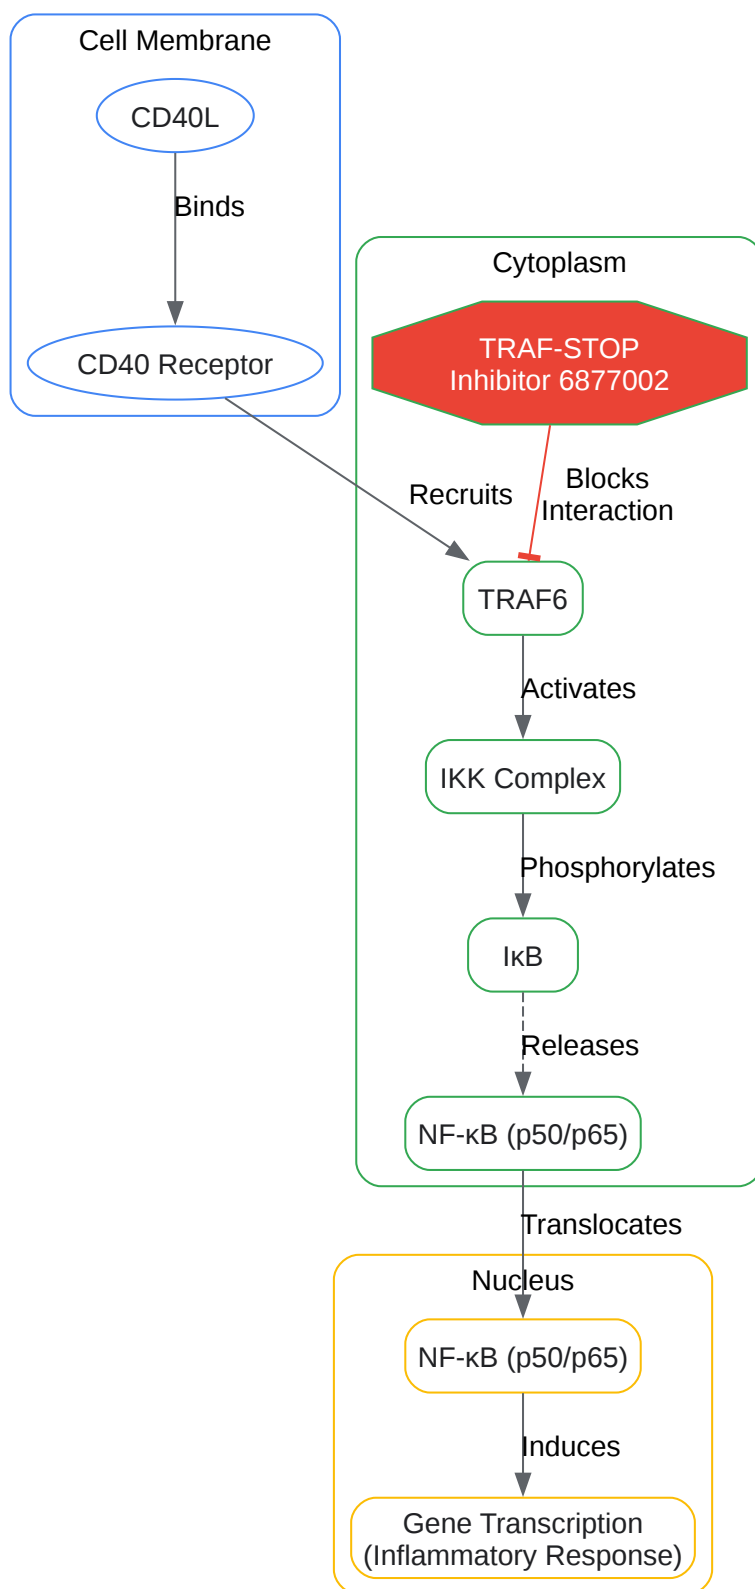 Cell Membrane
CD40L
Binds
CD40 Receptor
Cytoplasm
TRAF-STOP
Inhibitor 6877002
Recruits
Blocks
Interaction
TRAF6
Activates
IKK Complex
Phosphorylates
IκB
Releases
NF-κB (p50/p65)
Translocates
Nucleus
NF-κB (p50/p65)
Induces
Gene Transcription
(Inflammatory Response)